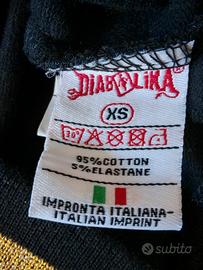 DIABOLIKA
XS
30°
95% COTTON
5% ELASTANE
IMPRONTA ITALIANA-
ITALIAN IMPRINT
subito